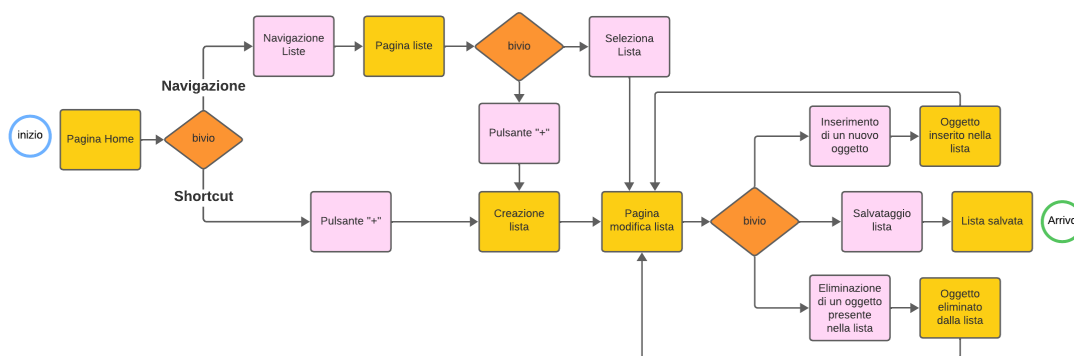 Navigazione
Liste
Pagina liste
bivio
Seleziona
Lista
Navigazione
inizio
Pagina Home
bivio
Pulsante "+"
Inserimento
di un nuovo
oggetto
Oggetto
inserito nella
lista
Shortcut
Pulsante "+"
Creazione
lista
Pagina
modifica lista
bivio
Salvataggio
lista
Lista salvata
Arrivo
Eliminazione
di un oggetto
presente
nella lista
Oggetto
eliminato
dalla lista